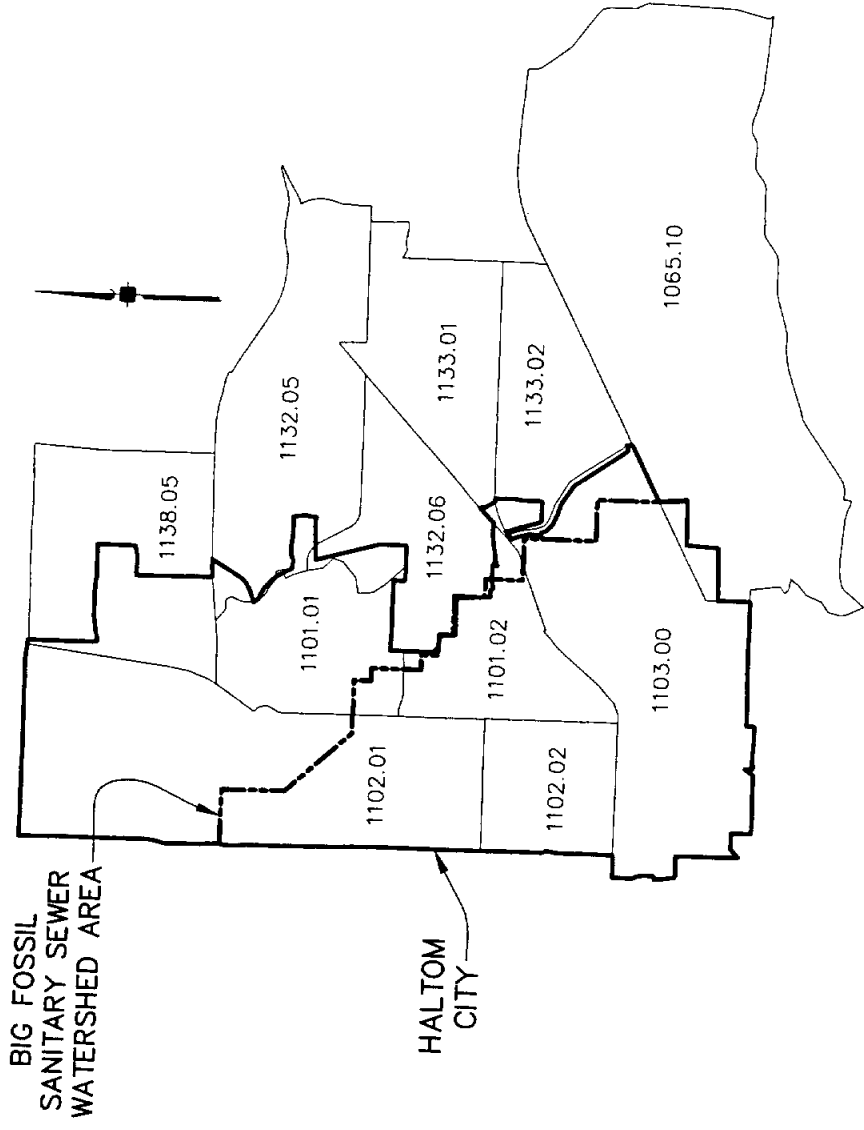 BIG FOSSIL
SANITARY SEWER
WATERSHED AREA
HALTOM
CITY
1138.05
1132.05
1101.01
1132.06
1133.01
1133.02
1065.10
1102.01
1101.02
1102.02
1103.00